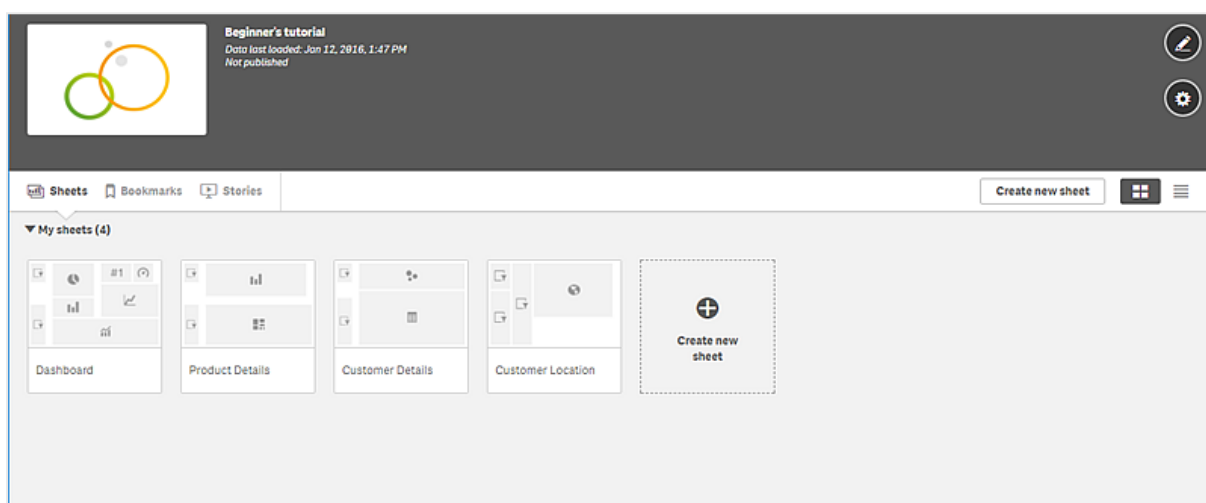 Beginner's tutorial
Data last loaded: Jan 12, 2016, 1:47 PM
Not published
Sheets
Bookmarks
Stories
Create new sheet
My sheets (4)
#1
Dashboard
Product Details
Customer Details
Customer Location
Create new
sheet